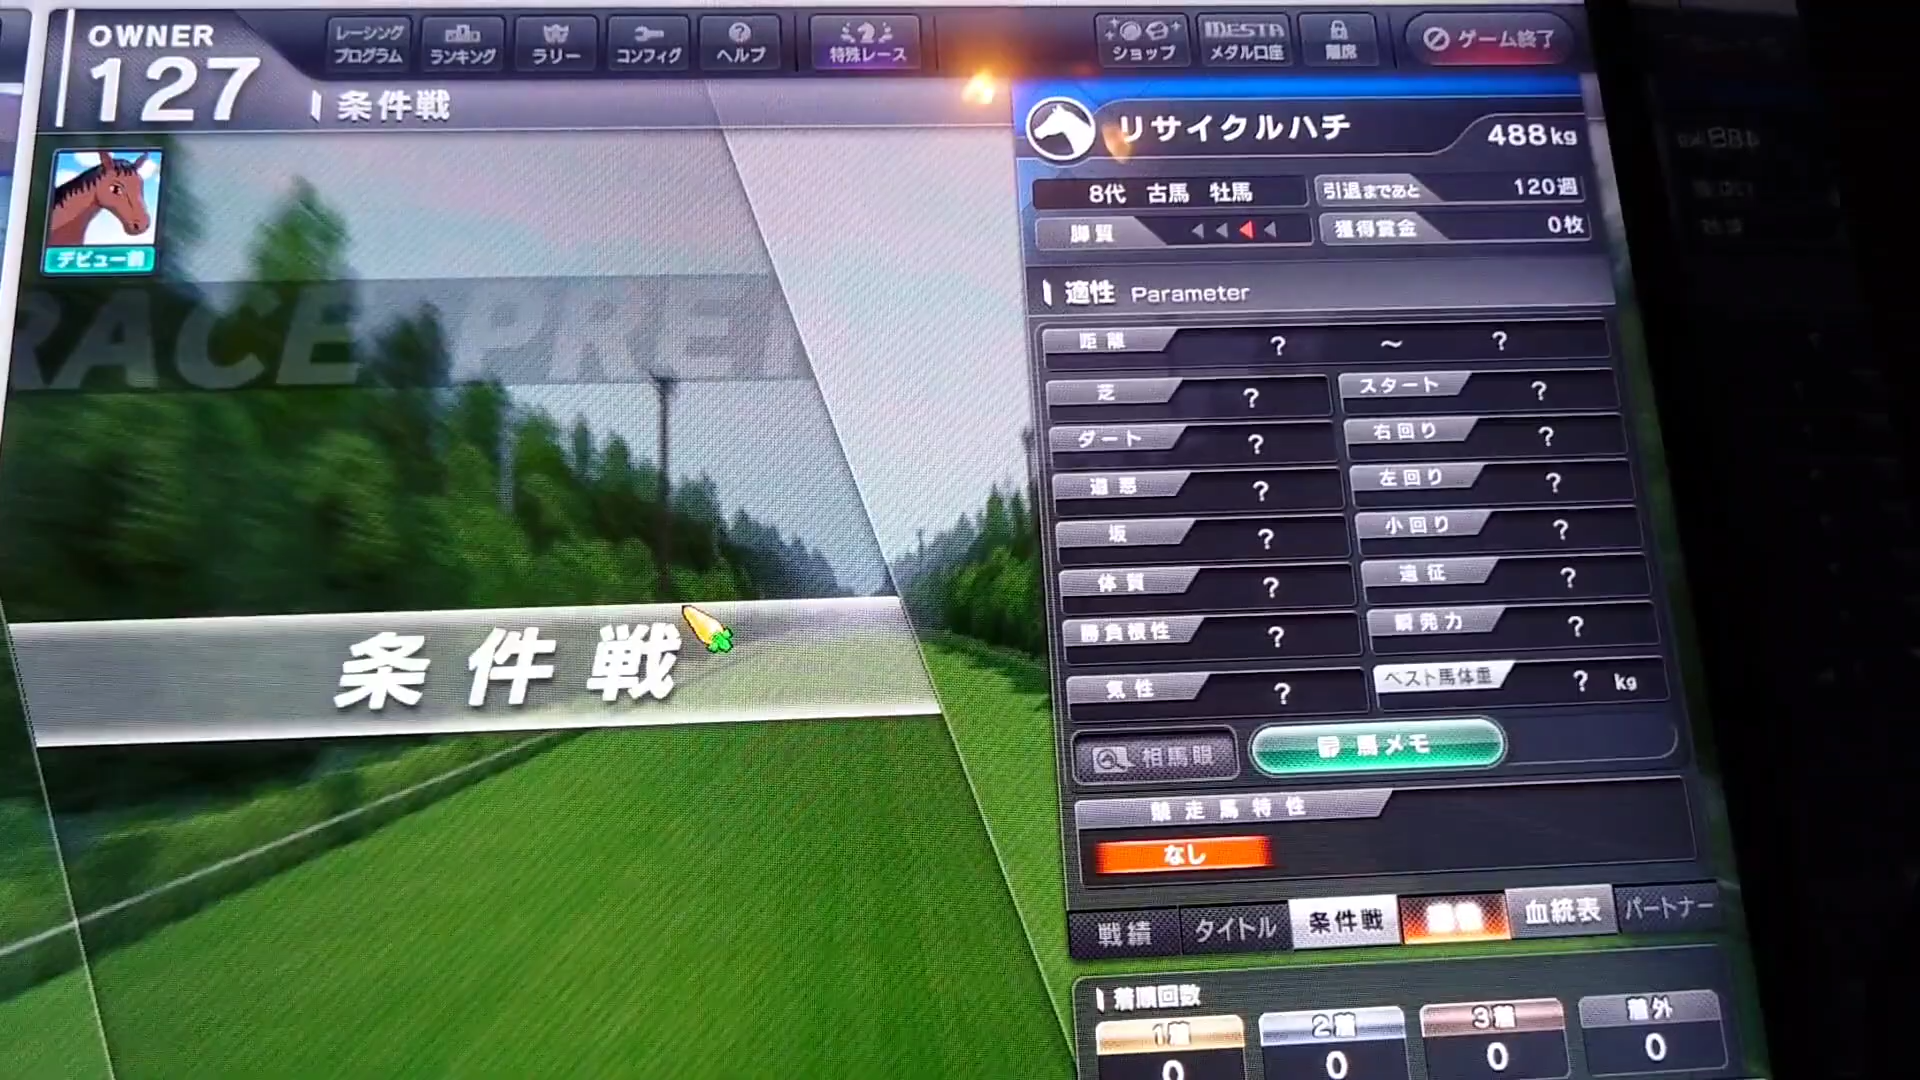 OWNER
127
レーシング
プログラム
ランキング
ラリー
コンフィグ
ヘルプ
特殊レース
ショップ
MESTA
メダル口座
離席
ゲーム終了
条件戦
デビュー前
RACE PRE
条件戦
リサイクルハチ
488kg
8代 古馬 牡馬
引退まであと
120週
脚質
獲得賞金
0枚
適性 Parameter
距離
? ～ ?
芝
?
スタート
?
ダート
?
右回り
?
道悪
?
左回り
?
坂
?
小回り
?
体質
?
遠征
?
勝負根性
?
瞬発力
?
気性
?
ベスト馬体重
? kg
相馬眼
馬メモ
競走馬特性
なし
戦績
タイトル
条件戦
適性
血統表
パートナー
着順回数
1着
2着
3着
着外
0
0
0
0